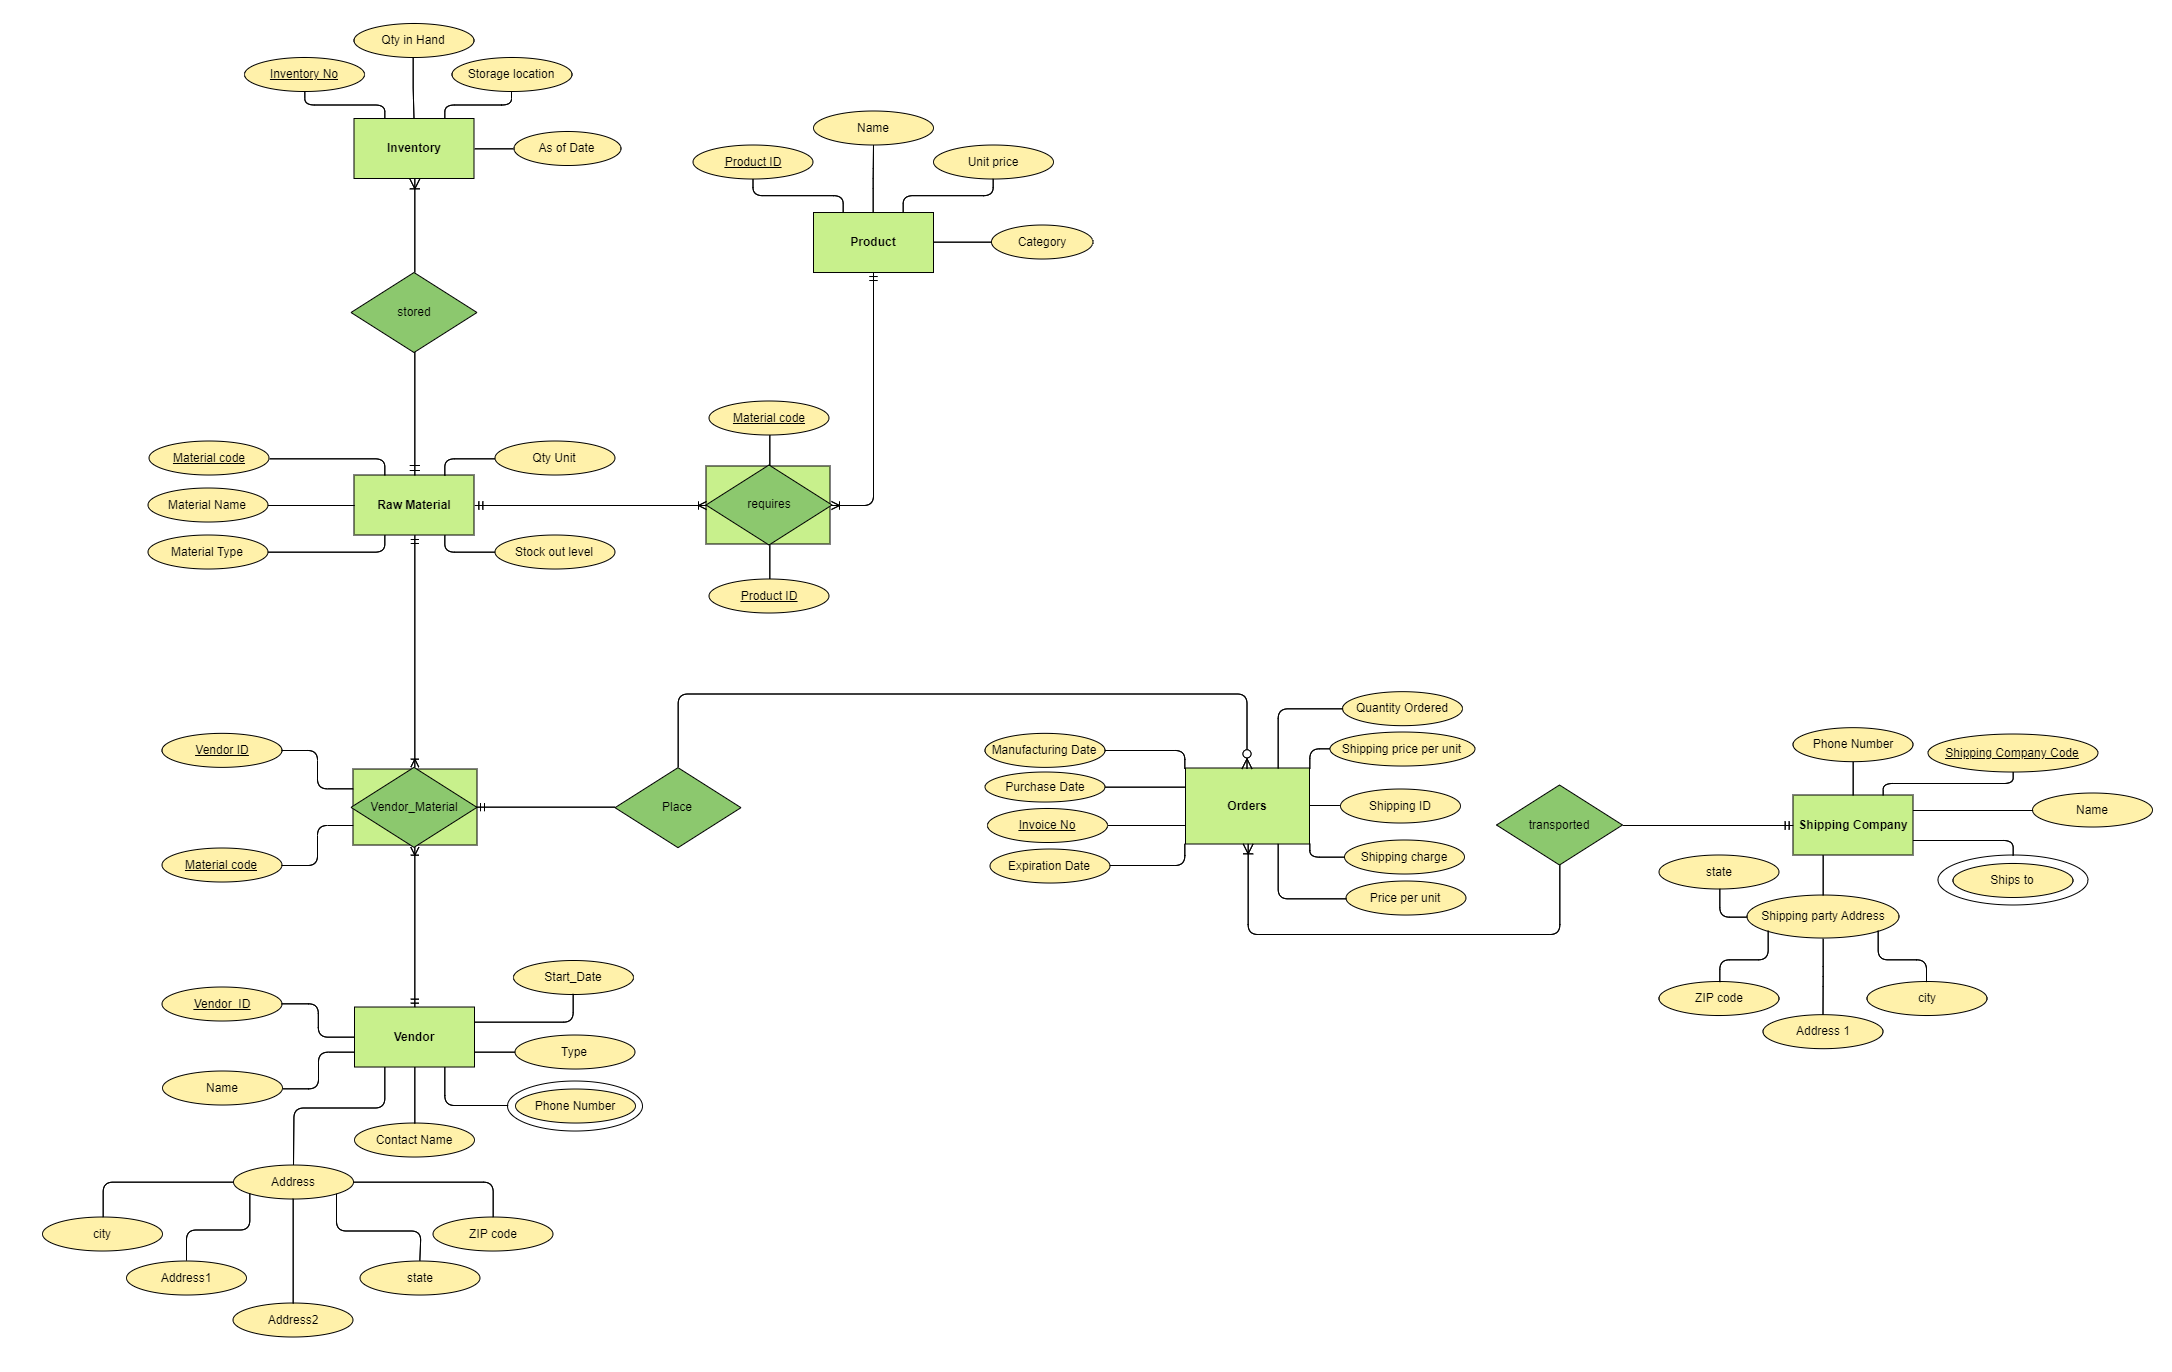 Qty in Hand
Inventory No
Storage location
Inventory
As of Date
Name
Product ID
Unit price
Product
Category
stored
Material code
Material code
Qty Unit
Material Name
Raw Material
requires
Material Type
Stock out level
Product ID
Quantity Ordered
Vendor ID
Manufacturing Date
Shipping price per unit
Phone Number
Shipping Company Code
Purchase Date
Vendor_Material
Place
Orders
Shipping ID
Name
Invoice No
transported
Shipping Company
Material code
Expiration Date
Shipping charge
state
Ships to
Price per unit
Shipping party Address
Start_Date
Vendor_ID
ZIP code
city
Address 1
Vendor
Type
Name
Phone Number
Contact Name
Address
city
ZIP code
Address1
state
Address2